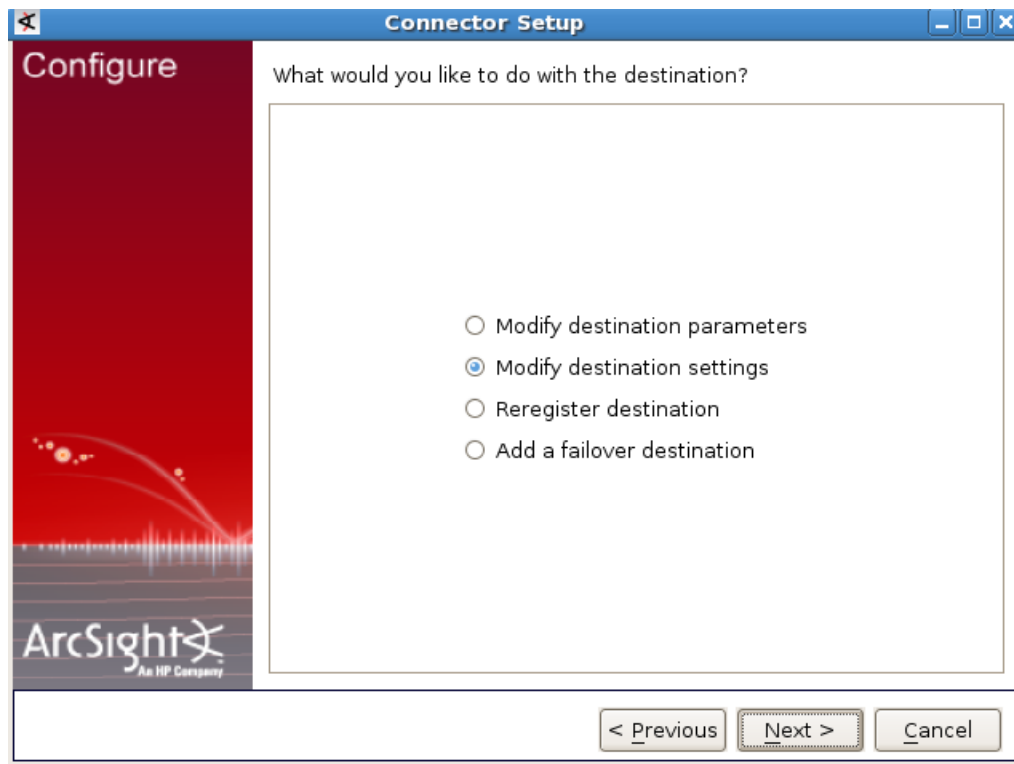 Connector Setup
Configure
What would you like to do with the destination?
Modify destination parameters
Modify destination settings
Reregister destination
Add a failover destination
ArcSight
An HP Company
< Previous
Next >
Cancel